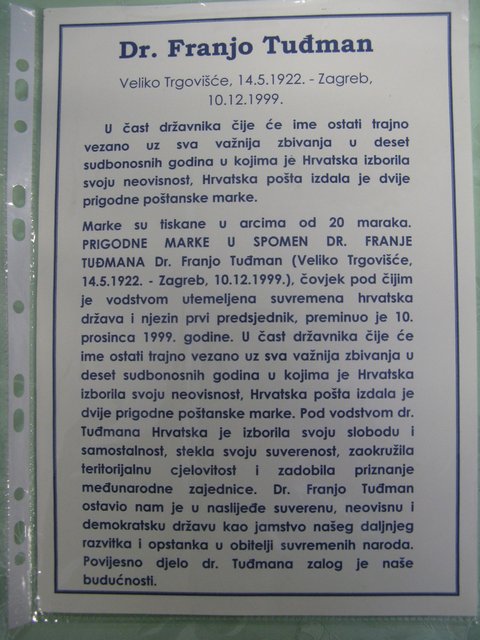 Dr. Franjo Tuđman
Veliko Trgovišće, 14.5.1922. - Zagreb,
10.12.1999.
U čast državnika čije će ime ostati trajno
vezano uz sva važnija zbivanja u deset
sudbonosnih godina u kojima je Hrvatska izborila
svoju neovisnost, Hrvatska pošta izdala je dvije
prigodne poštanske marke.
Marke su tiskane u arcima od 20 maraka.
PRIGODNE MARKE U SPOMEN DR. FRANJE
TUĐMANA Dr. Franjo Tuđman (Veliko Trgovišće,
14.5.1922. - Zagreb, 10.12.1999.), čovjek pod čijim
je vodstvom utemeljena suvremena hrvatska
država i njezin prvi predsjednik, preminuo je 10.
prosinca 1999. godine. U čast državnika čije će
ime ostati trajno vezano uz sva važnija zbivanja u
deset sudbonosnih godina u kojima je Hrvatska
izborila svoju neovisnost, Hrvatska pošta izdala je
dvije prigodne poštanske marke. Pod vodstvom dr.
Tuđmana Hrvatska je izborila svoju slobodu i
samostalnost, stekla svoju suverenost, zaokružila
teritorijalnu cjelovitost i zadobila priznanje
međunarodne zajednice. Dr. Franjo Tuđman
ostavio nam je u naslijeđe suverenu, neovisnu i
demokratsku državu kao jamstvo našeg daljnjeg
razvitka i opstanka u obitelji suvremenih naroda.
Povijesno djelo dr. Tuđmana zalog je naše
budućnosti.